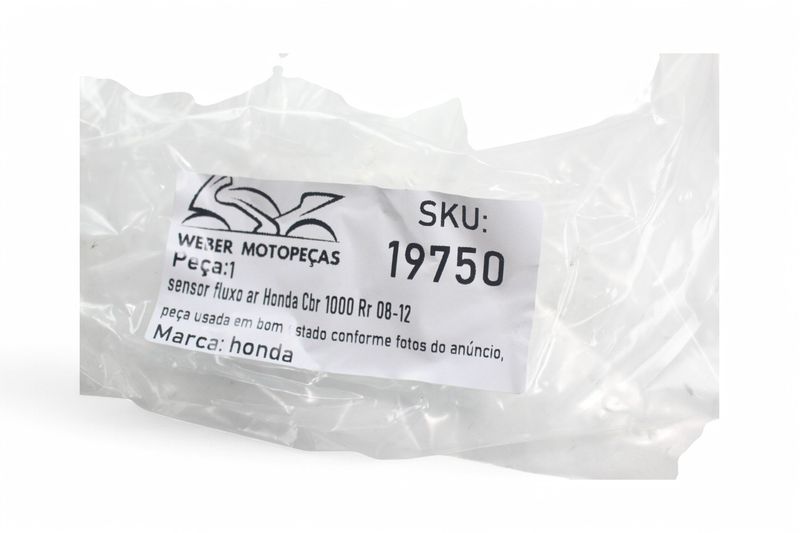 WEBER MOTOPEÇAS
SKU:
19750
Peça:1
sensor fluxo ar Honda Cbr 1000 Rr 08-12
peça usada em bom stado conforme fotos do anúncio,
Marca: honda